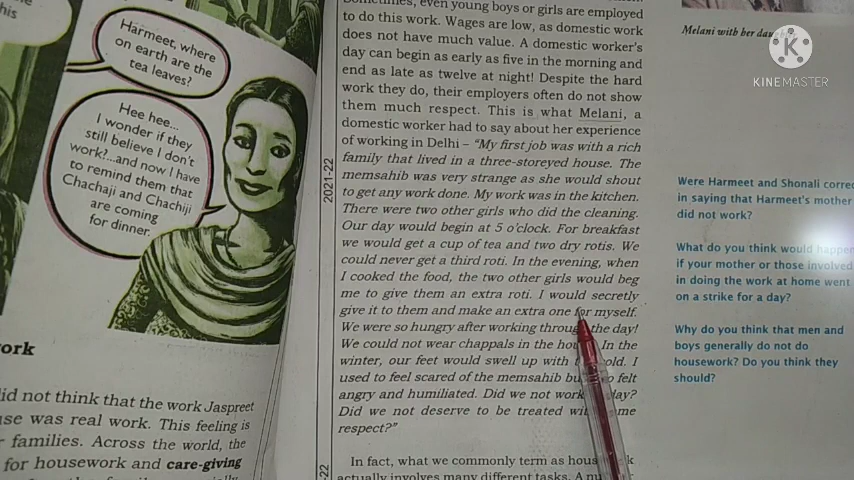 his
Harmeet, where
on earth are the
tea leaves?
Hee hee...
I wonder if they
still believe I don't
work?...and now I have
to remind them that
Chachaji and Chachiji
are coming
for dinner.
ork
did not think that the work Jaspreet
use was real work. This feeling is
families. Across the world, the
for housework and care-giving
2021-22
Sometimes, even young boys or girls are employed
to do this work. Wages are low, as domestic work
does not have much value. A domestic worker's
day can begin as early as five in the morning and
end as late as twelve at night! Despite the hard
work they do, their employers often do not show
them much respect. This is what Melani, a
domestic worker had to say about her experience
of working in Delhi – "My first job was with a rich
family that lived in a three-storeyed house. The
memsahib was very strange as she would shout
to get any work done. My work was in the kitchen.
There were two other girls who did the cleaning.
Our day would begin at 5 o'clock. For breakfast
we would get a cup of tea and two dry rotis. We
could never get a third roti. In the evening, when
I cooked the food, the two other girls would beg
me to give them an extra roti. I would secretly
give it to them and make an extra one for myself.
We were so hungry after working through the day!
We could not wear chappals in the In the
winter, our feet would swell up with old. I
used to feel scared of the memsahib felt
angry and humiliated. Did we not work day?
Did we not deserve to be treated with me
respect?"
In fact, what we commonly term as
actually involves many different tasks. A
-22
Melani with her
KINEMASTER
Were Harmeet and Shonali correc
in saying that Harmeet's mother
did not work?
What do you think would happen
if your mother or those involved
in doing the work at home went
on a strike for a day?
Why do you think that men and
boys generally do not do
housework? Do you think they
should?